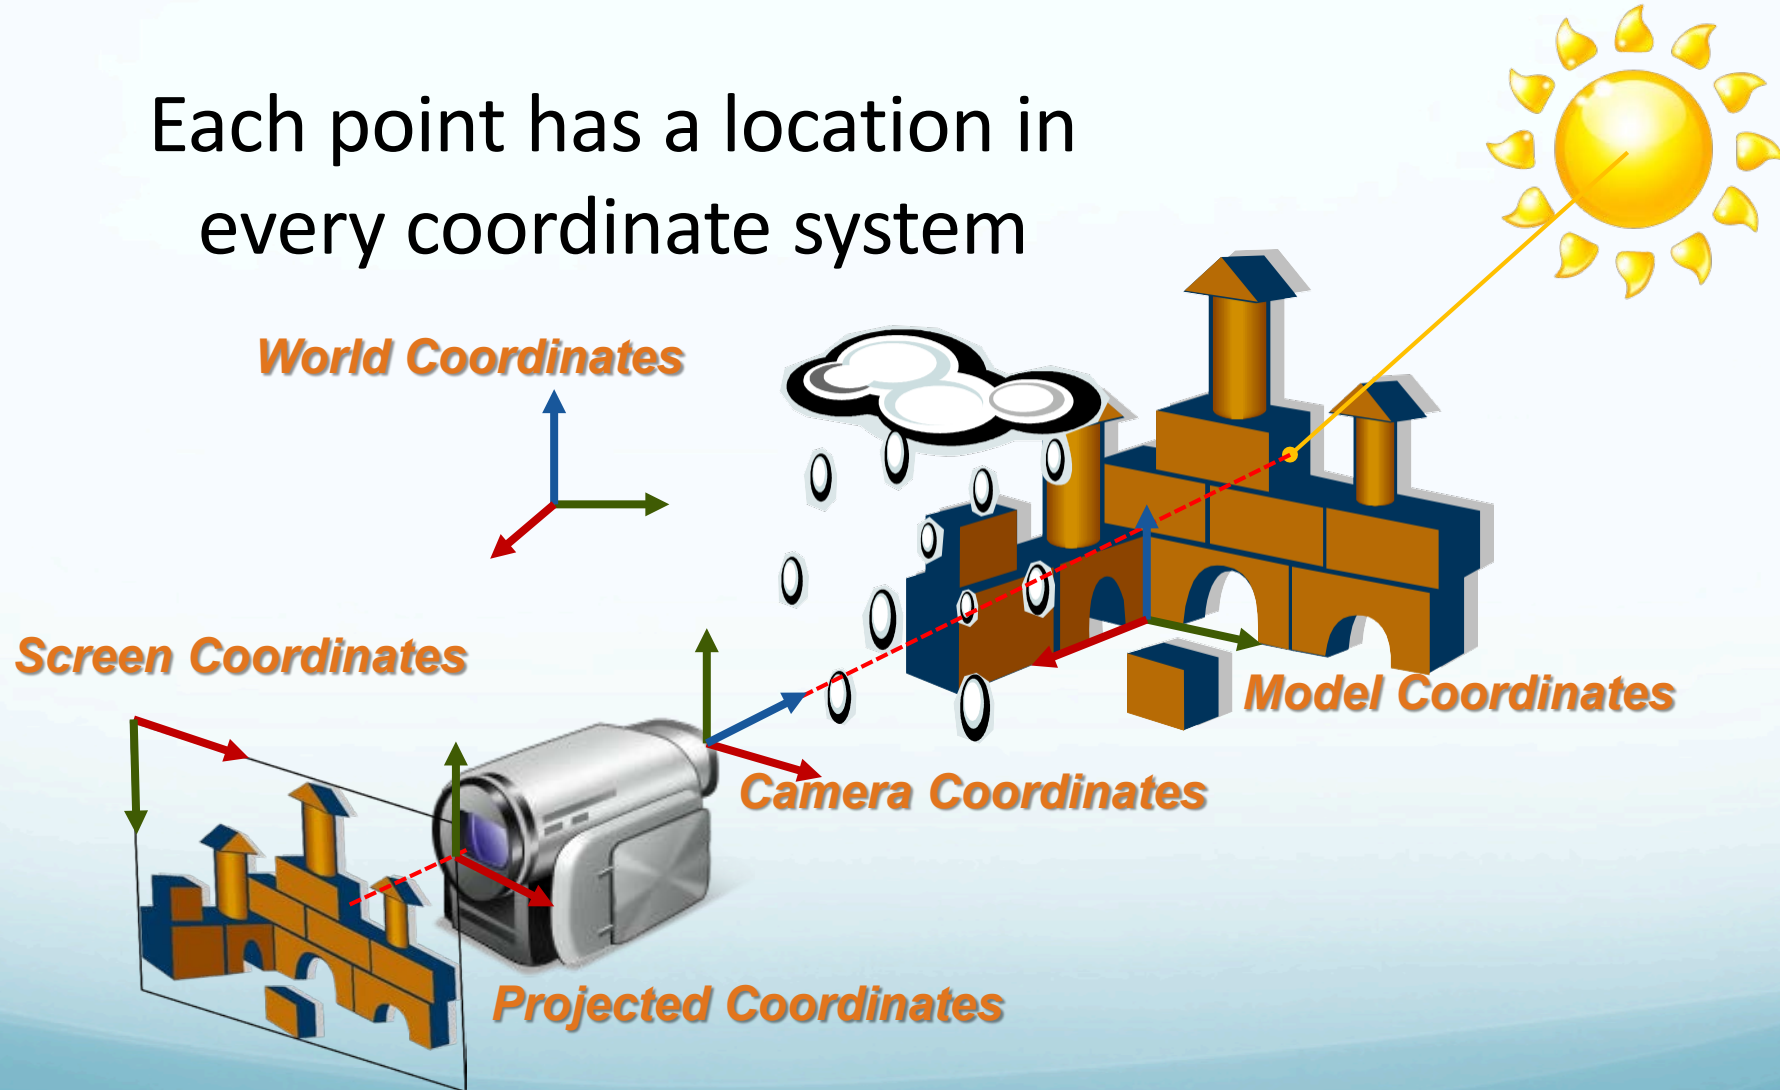 Each point has a location in
every coordinate system
World Coordinates
Screen Coordinates
Model Coordinates
Camera Coordinates
Projected Coordinates